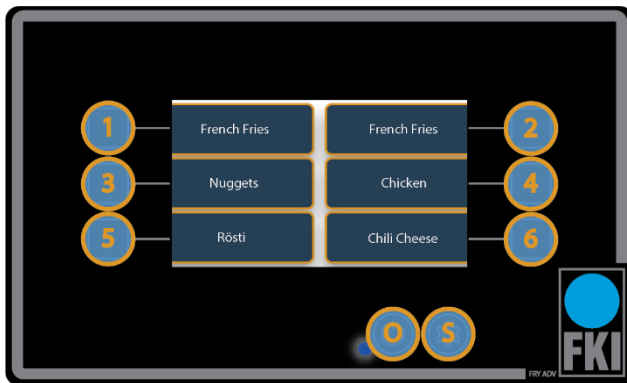 1 French Fries French Fries 2
3 Nuggets Chicken 4
5 Rösti Chili Cheese 6
O S
FKI
FRY ADV